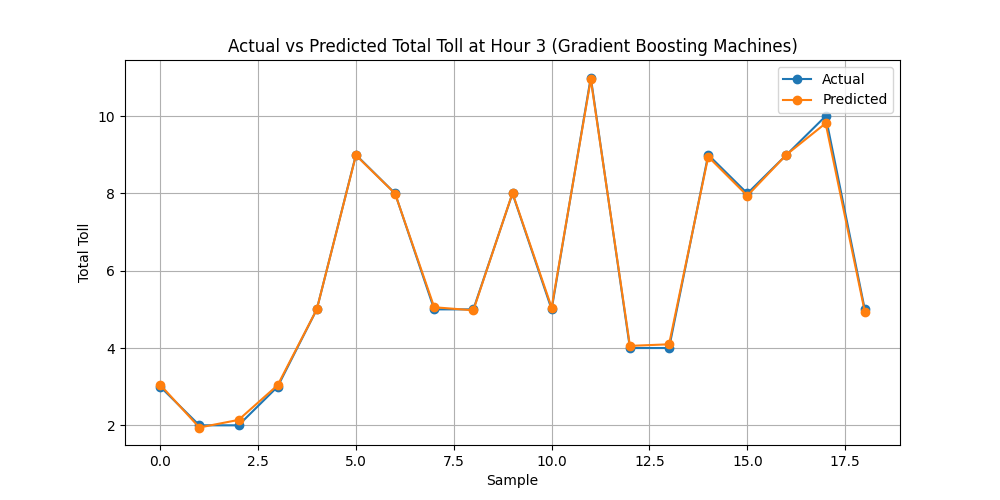 Actual vs Predicted Total Toll at Hour 3 (Gradient Boosting Machines)
Actual
Predicted
Total Toll
10
8
6
4
2
0.0 2.5 5.0 7.5 10.0 12.5 15.0 17.5
Sample